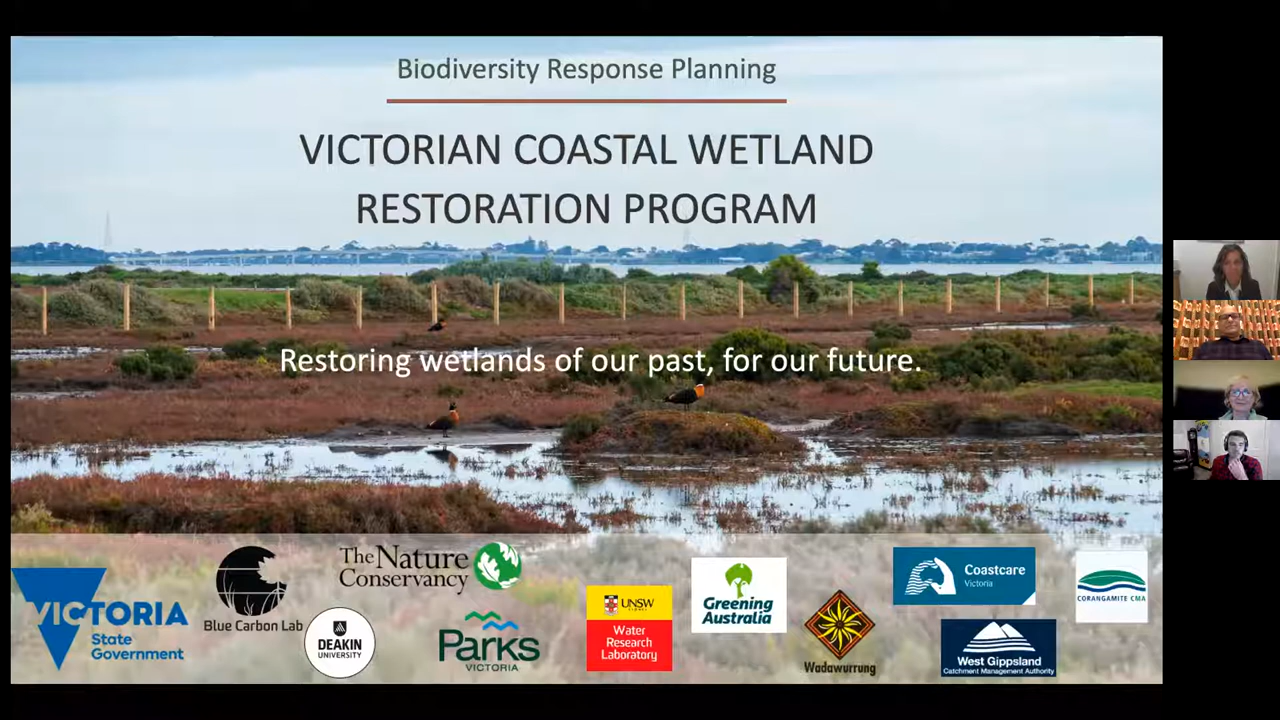 Biodiversity Response Planning
VICTORIAN COASTAL WETLAND
RESTORATION PROGRAM
Restoring wetlands of our past, for our future.
VICTORIA
State
Government
Blue Carbon Lab
The Nature
Conservancy
DEAKIN
UNIVERSITY
Parks
VICTORIA
UNSW
SYDNEY
Water
Research
Laboratory
Greening
Australia
Wadawurrung
Coastcare
Victoria
West Gippsland
Catchment Management Authority
CORANGAMITE CMA